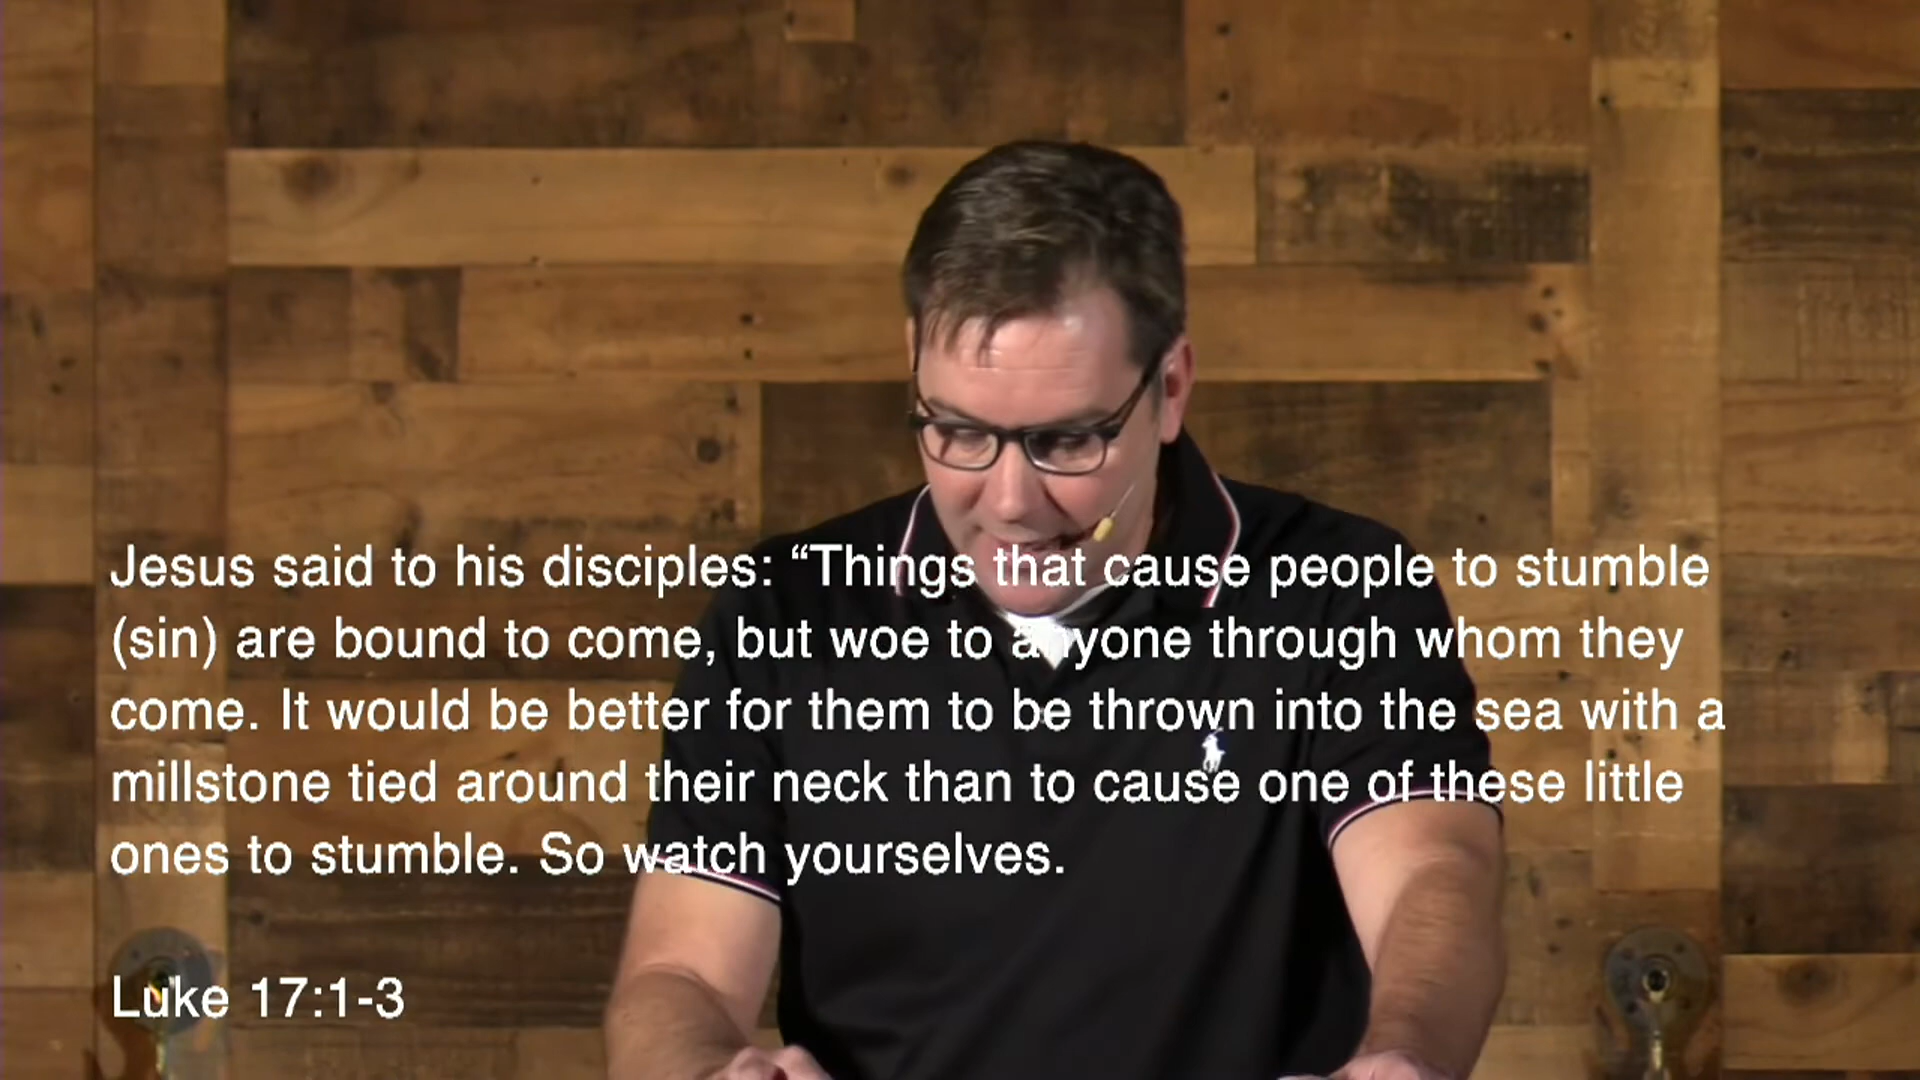 Jesus said to his disciples: “Things that cause people to stumble
(sin) are bound to come, but woe to anyone through whom they
come. It would be better for them to be thrown into the sea with a
millstone tied around their neck than to cause one of these little
ones to stumble. So watch yourselves.
Luke 17:1-3